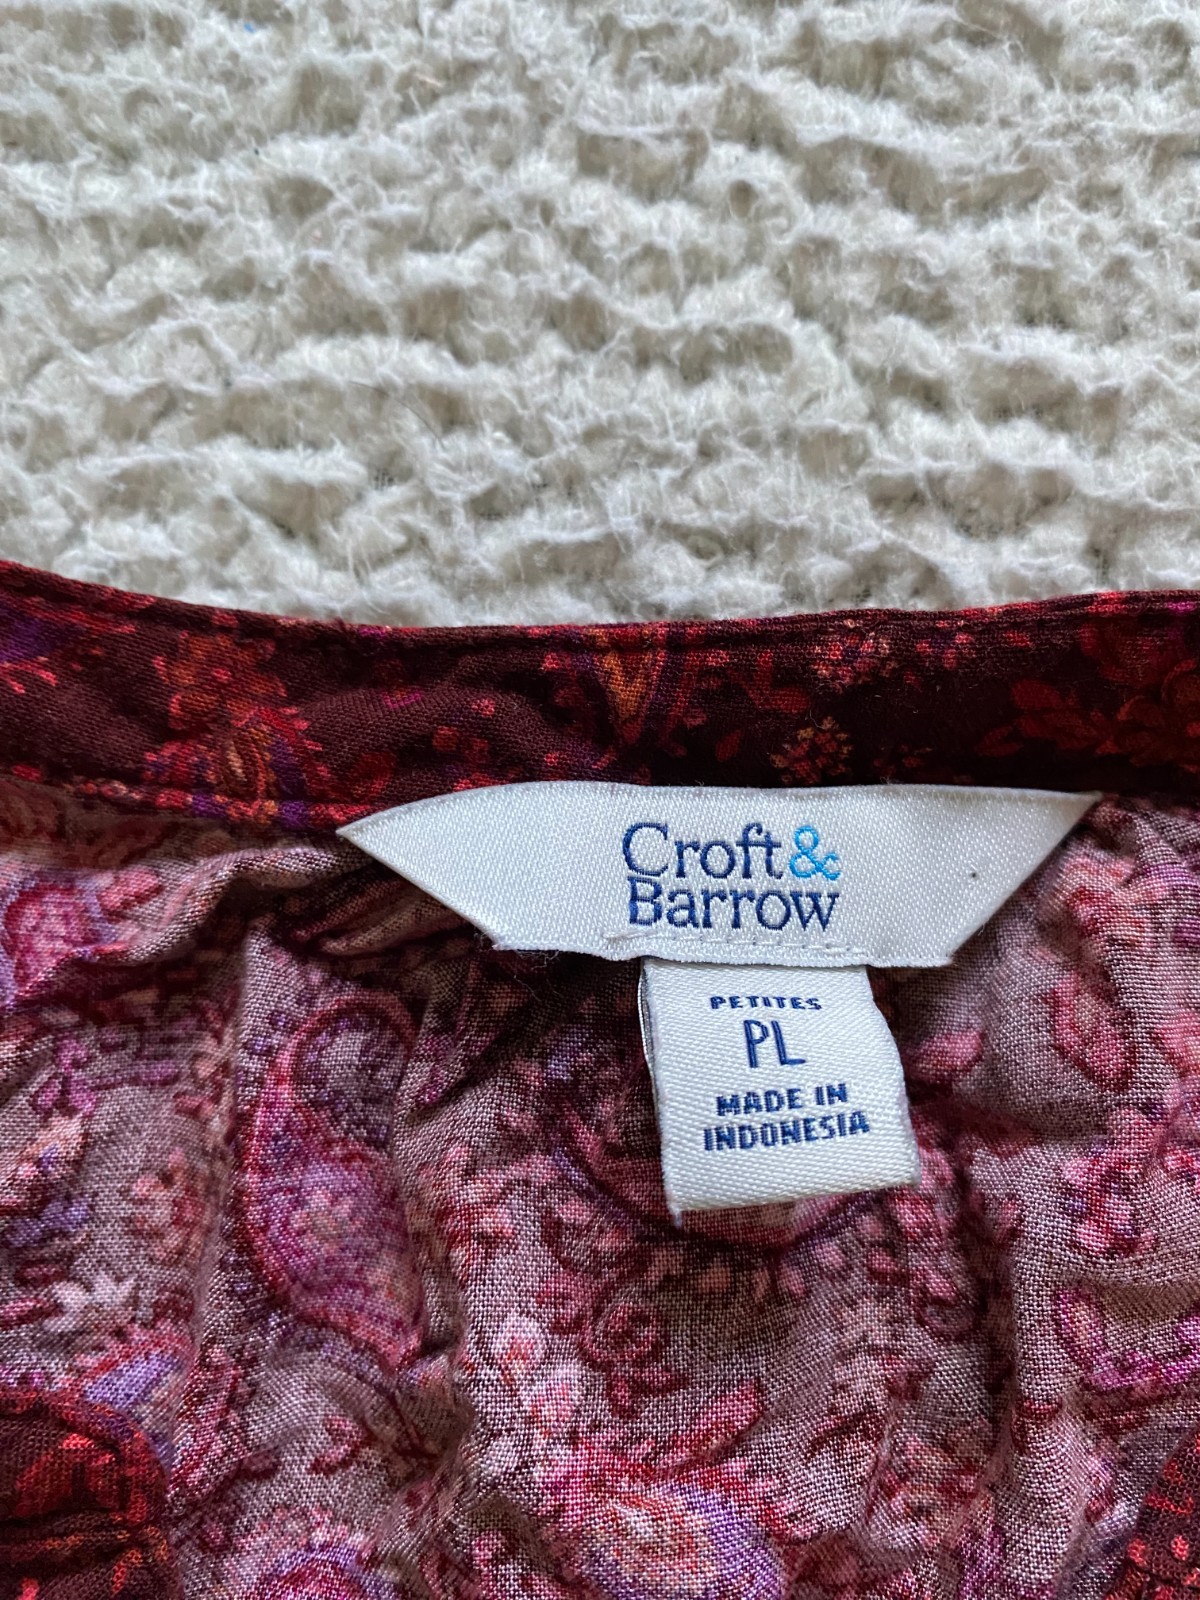 Croft&
Barrow
PETITES
PL
MADE IN
INDONESIA